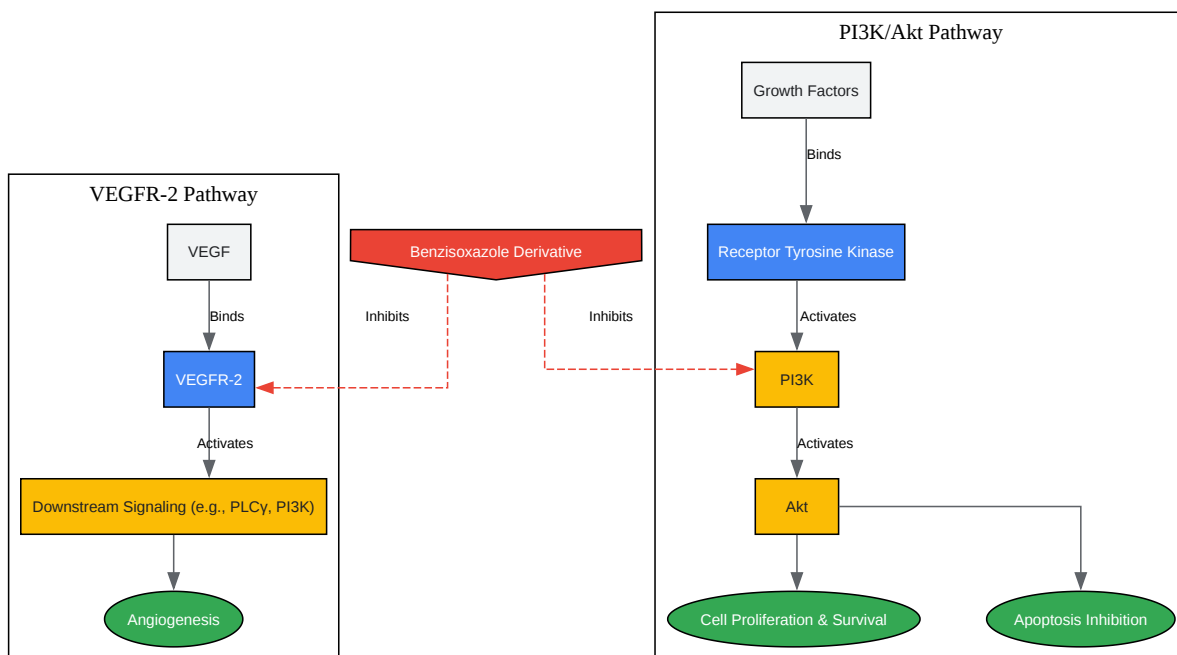 PI3K/Akt Pathway
Growth Factors
Binds
VEGFR-2 Pathway
VEGF
Benzisoxazole Derivative
Receptor Tyrosine Kinase
Binds
Inhibits
Inhibits
Activates
VEGFR-2
PI3K
Activates
Activates
Downstream Signaling (e.g., PLCγ, PI3K)
Akt
Angiogenesis
Cell Proliferation & Survival
Apoptosis Inhibition